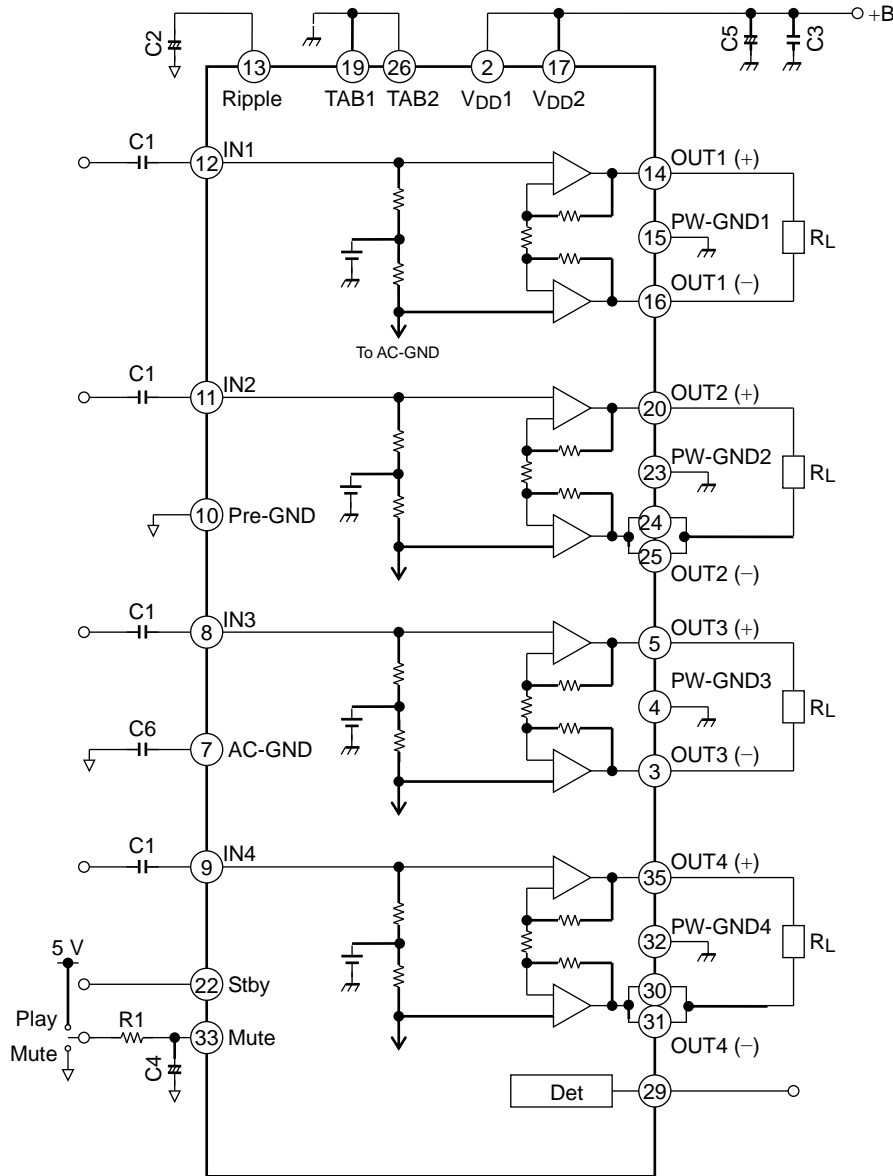 C2
C5
C3
+B
13
19
26
2
17
Ripple
TAB1
TAB2
VDD1
VDD2
C1
12
IN1
14
OUT1 (+)
15
PW-GND1
RL
16
OUT1 (−)
To AC-GND
C1
11
IN2
20
OUT2 (+)
23
PW-GND2
RL
10
Pre-GND
24
25
OUT2 (−)
C1
8
IN3
5
OUT3 (+)
4
PW-GND3
RL
C6
7
AC-GND
3
OUT3 (−)
C1
9
IN4
35
OUT4 (+)
32
PW-GND4
RL
5 V
22
Stby
30
31
OUT4 (−)
Play
R1
33
Mute
Mute
C4
Det
29